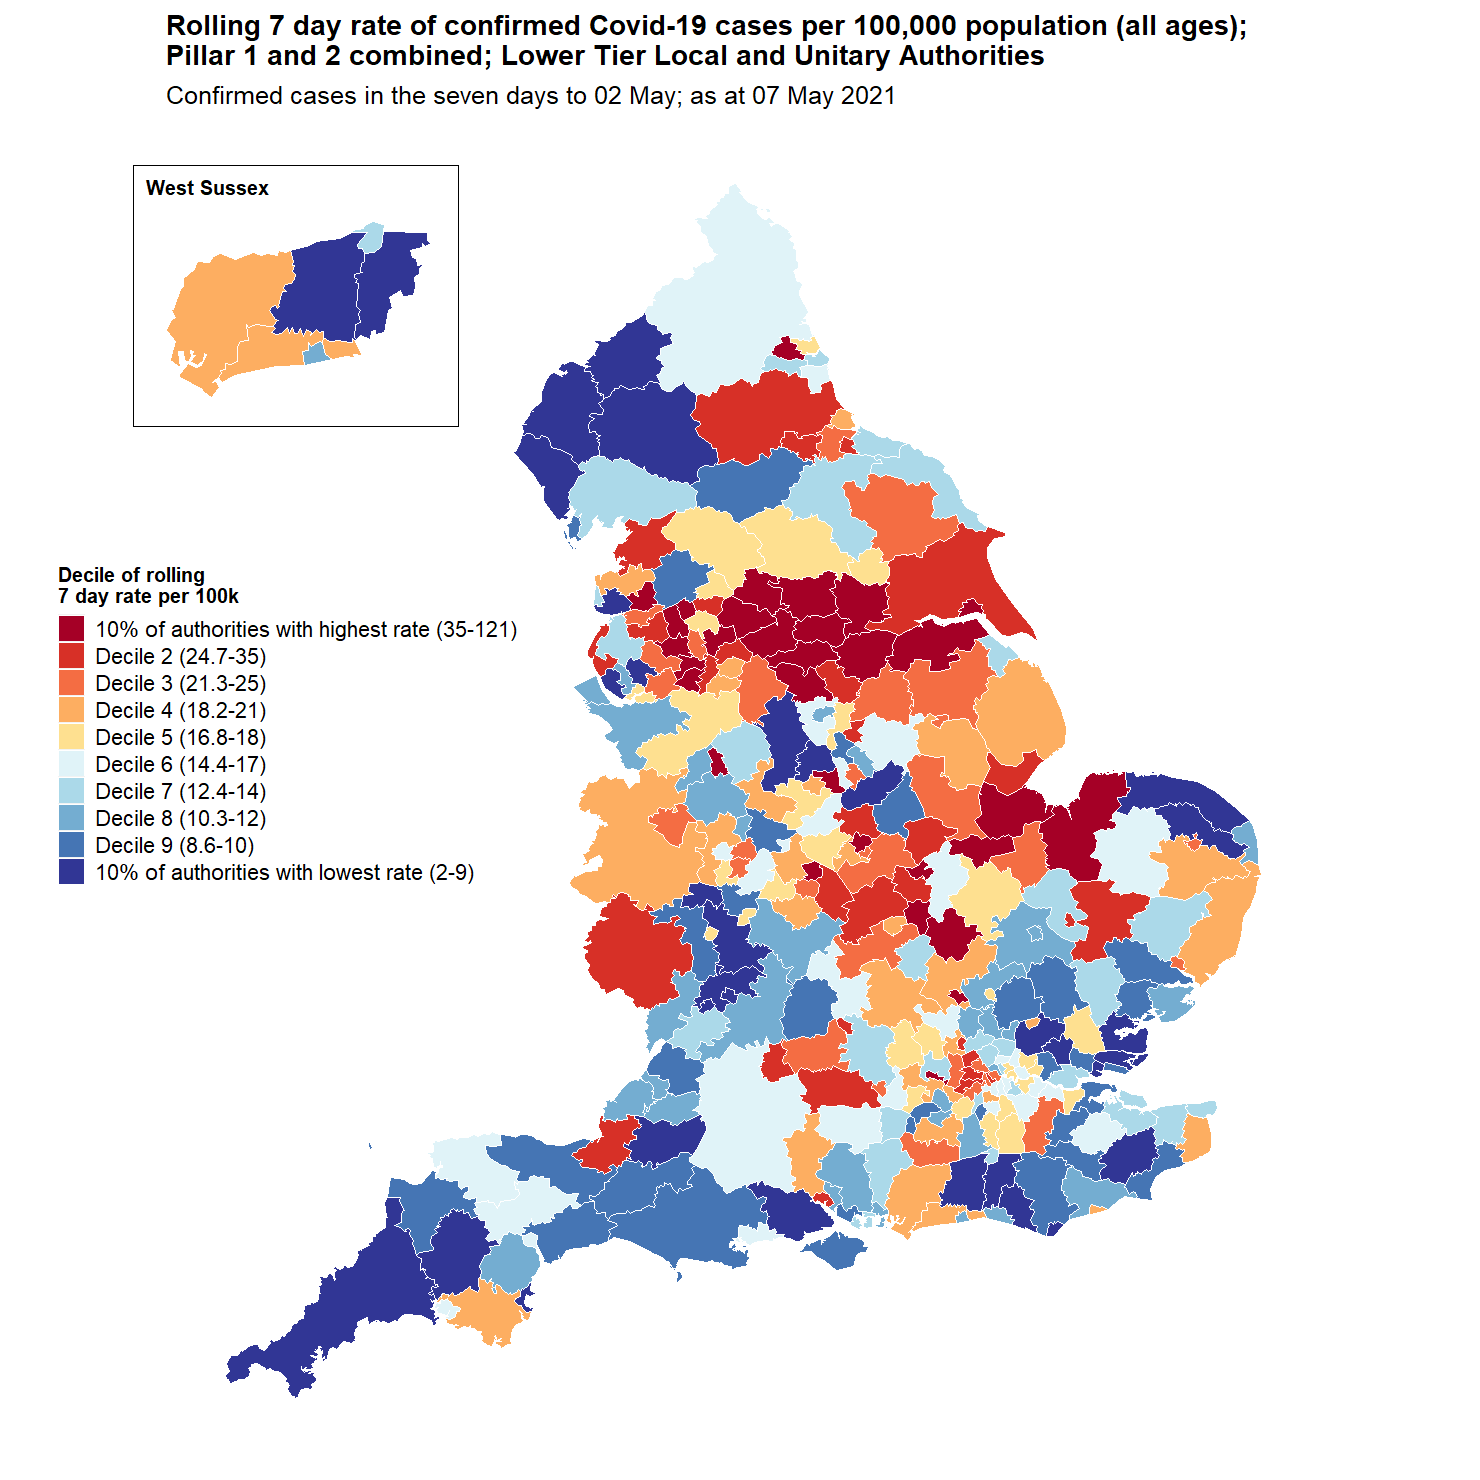 Rolling 7 day rate of confirmed Covid-19 cases per 100,000 population (all ages);
Pillar 1 and 2 combined; Lower Tier Local and Unitary Authorities
Confirmed cases in the seven days to 02 May; as at 07 May 2021
West Sussex
Decile of rolling
7 day rate per 100k
10% of authorities with highest rate (35-121)
Decile 2 (24.7-35)
Decile 3 (21.3-25)
Decile 4 (18.2-21)
Decile 5 (16.8-18)
Decile 6 (14.4-17)
Decile 7 (12.4-14)
Decile 8 (10.3-12)
Decile 9 (8.6-10)
10% of authorities with lowest rate (2-9)